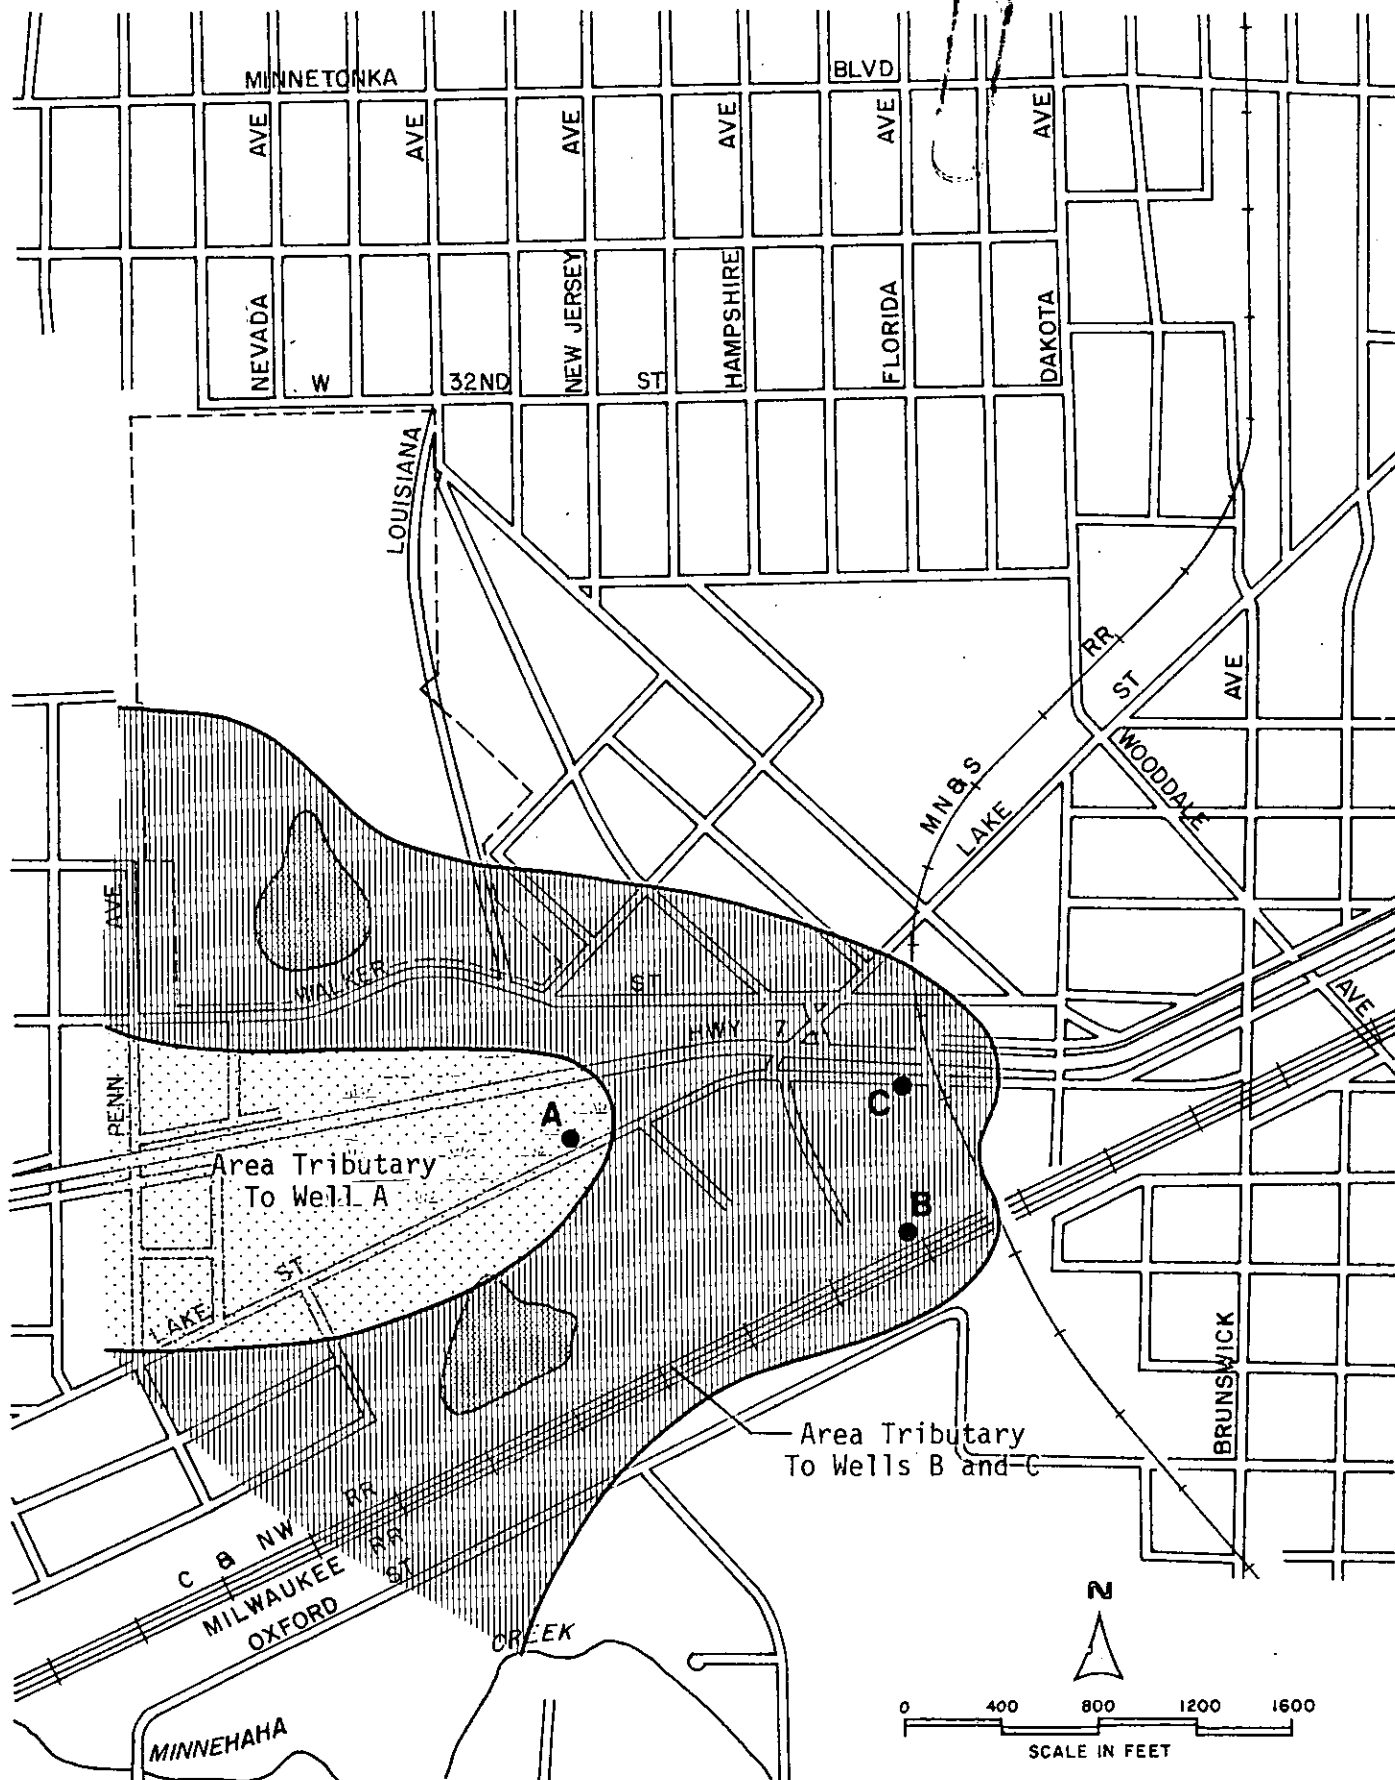 MINNETONKA
BLVD
AVE
AVE
AVE
AVE
AVE
AVE
NEVADA
NEW JERSEY
HAMPSHIRE
FLORIDA
DAKOTA
W
32ND
ST
LOUISIANA
RR
ST
AVE
MN & S
LAKE
WOODDALE
AVE
WALKER
ST
AVE
HWY 7
PENN
A
C
B
Area Tributary
To Well A
ST
LAKE
BRUNSWICK
Area Tributary
To Wells B and C
C & NW RR
MILWAUKEE RR
OXFORD ST
CREEK
MINNEHAHA
N
0 400 800 1200 1600
SCALE IN FEET